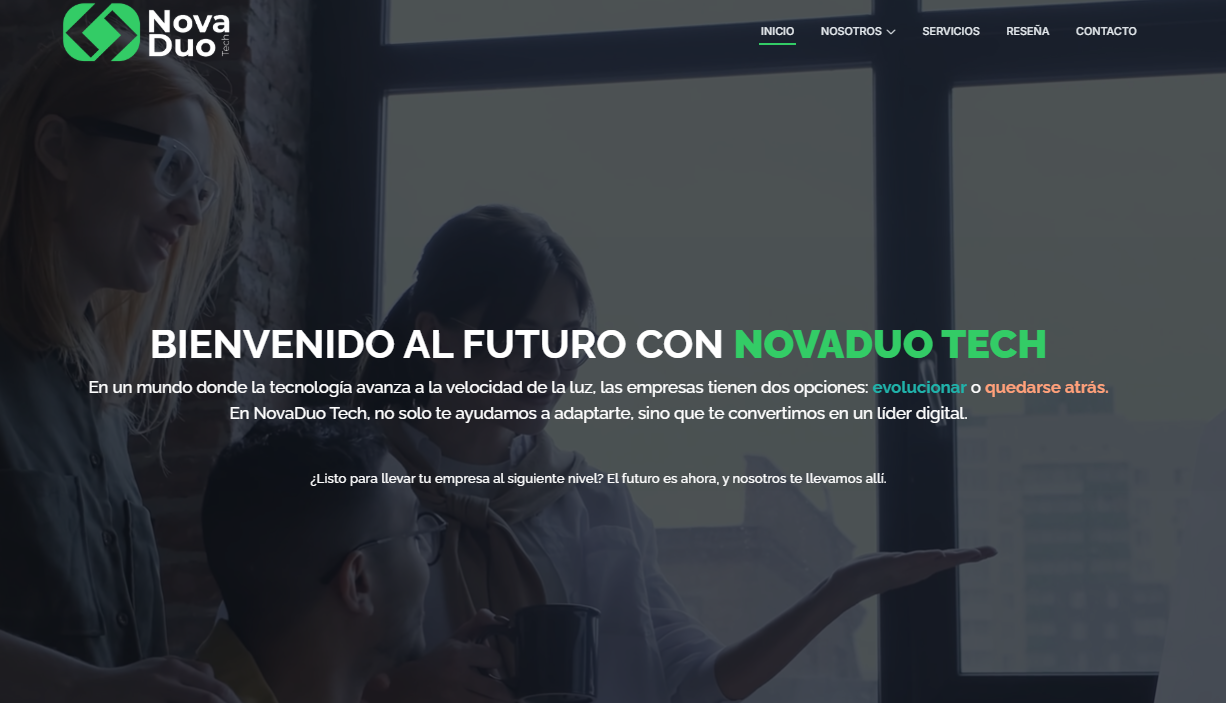 Nova
Duo
Tech
INICIO
NOSOTROS
SERVICIOS
RESEÑA
CONTACTO
BIENVENIDO AL FUTURO CON NOVADUO TECH
En un mundo donde la tecnología avanza a la velocidad de la luz, las empresas tienen dos opciones: evolucionar o quedarse atrás.
En NovaDuo Tech, no solo te ayudamos a adaptarte, sino que te convertimos en un líder digital.
¿Listo para llevar tu empresa al siguiente nivel? El futuro es ahora, y nosotros te llevamos allí.